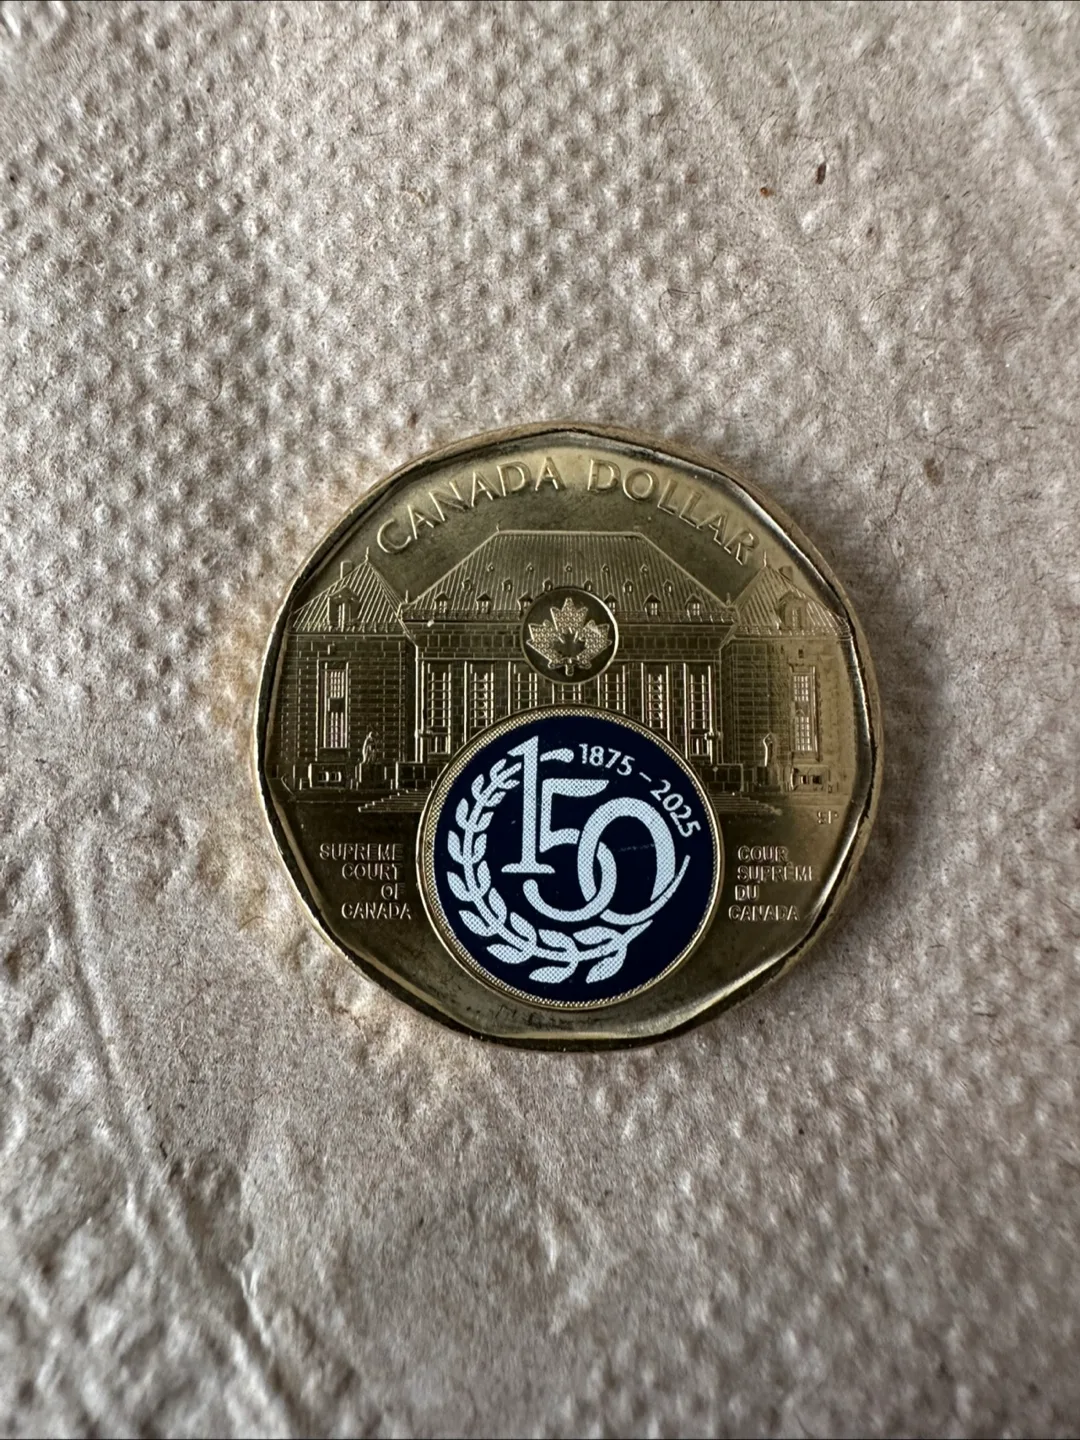 CANADA DOLLAR
150
1875 - 2025
SP
SUPREME
COURT
OF
CANADA
COUR
SUPRÊME
DU
CANADA